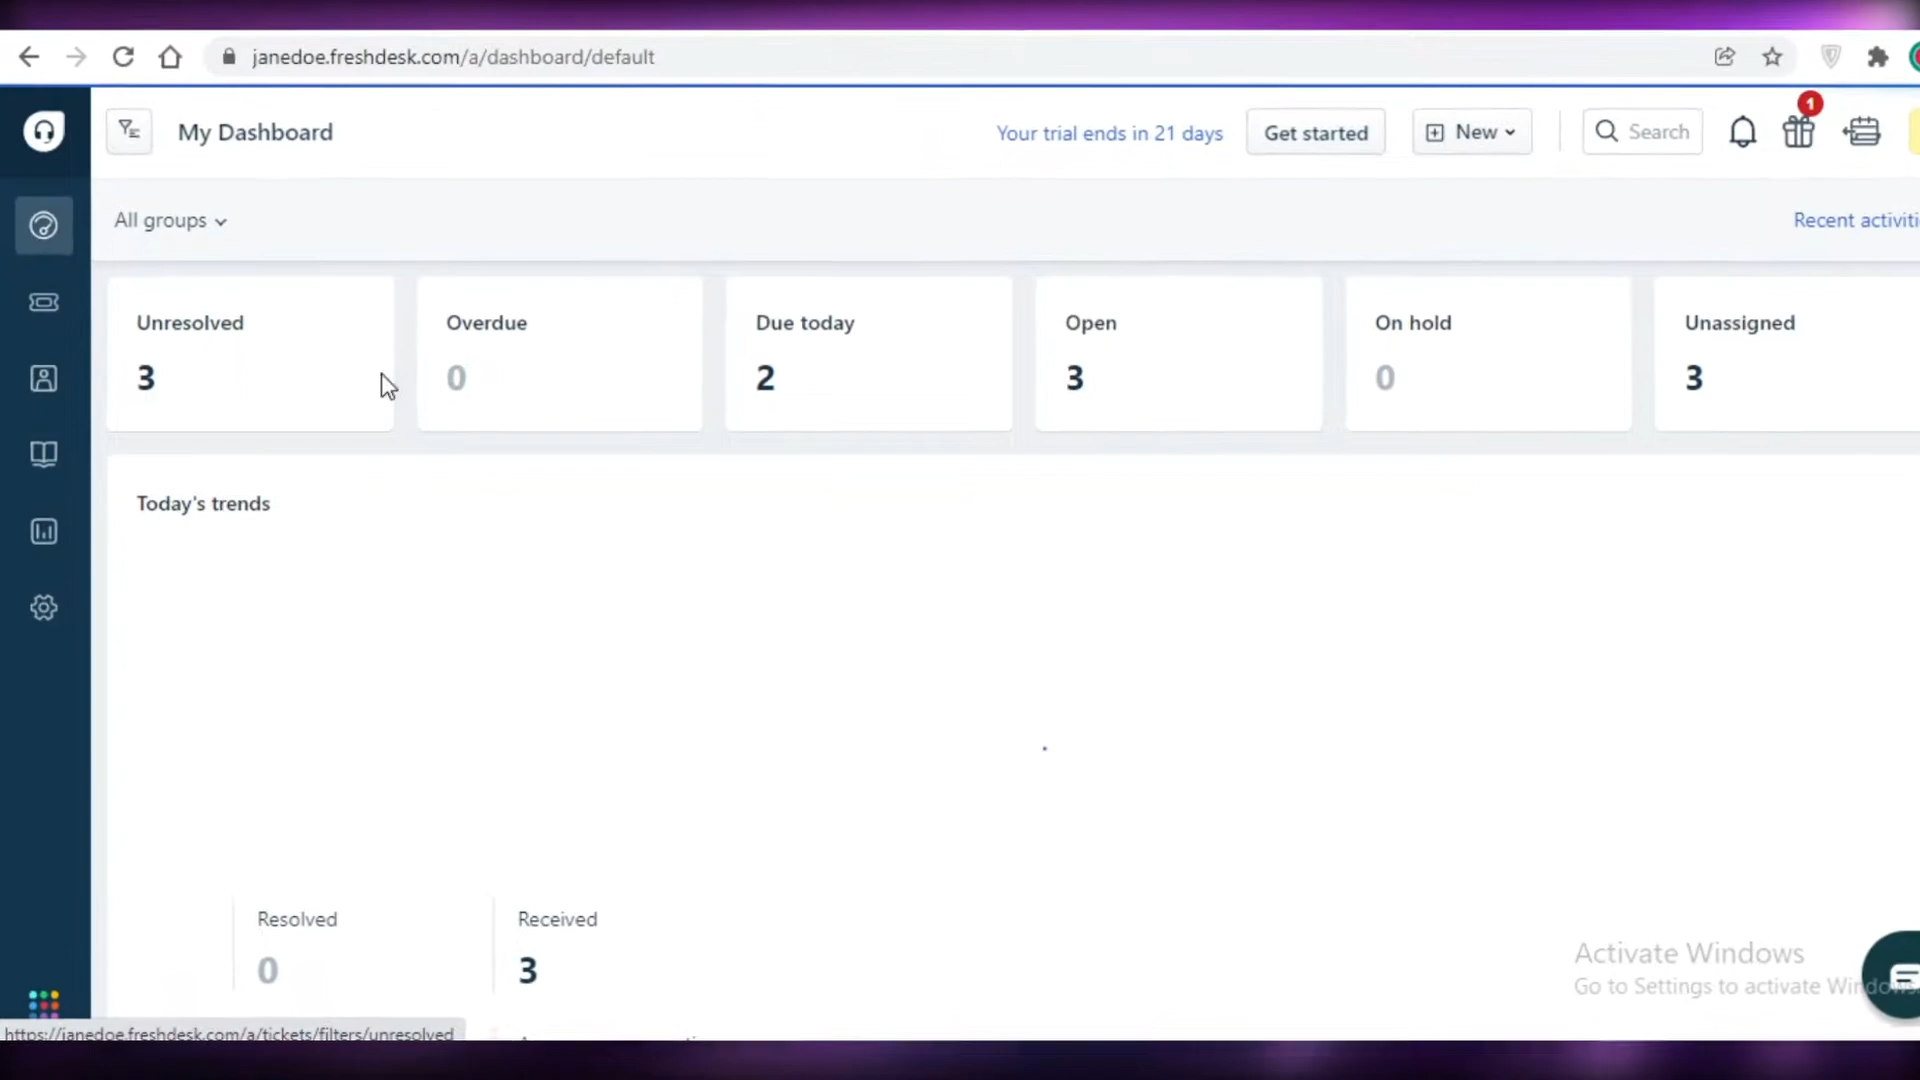 janedoe.freshdesk.com/a/dashboard/default
1
My Dashboard
Your trial ends in 21 days
Get started
New
Search
All groups
Recent activiti
Unresolved
Overdue
Due today
Open
On hold
Unassigned
3
0
2
3
0
3
Today's trends
Resolved
Received
0
3
Activate Windows
Go to Settings to activate Windows
https://janedoe.freshdesk.com/a/tickets/filters/unresolved